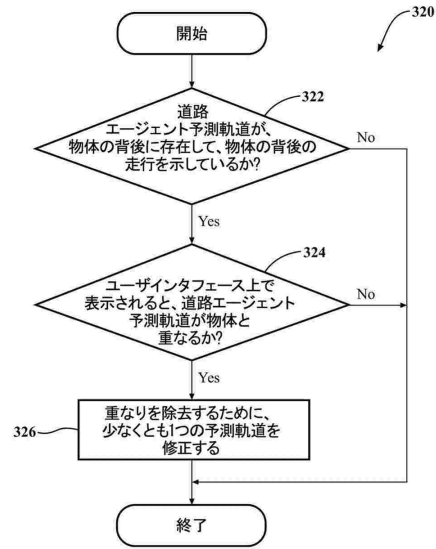 開始
320
322
道路
エージェント予測軌道が、
物体の背後に存在して、物体の背後の
走行を示しているか?
No
Yes
324
ユーザインタフェース上で
表示されると、道路エージェント
予測軌道が物体と
重なるか?
No
Yes
326
重なりを除去するために、
少なくとも1つの予測軌道を
修正する
終了